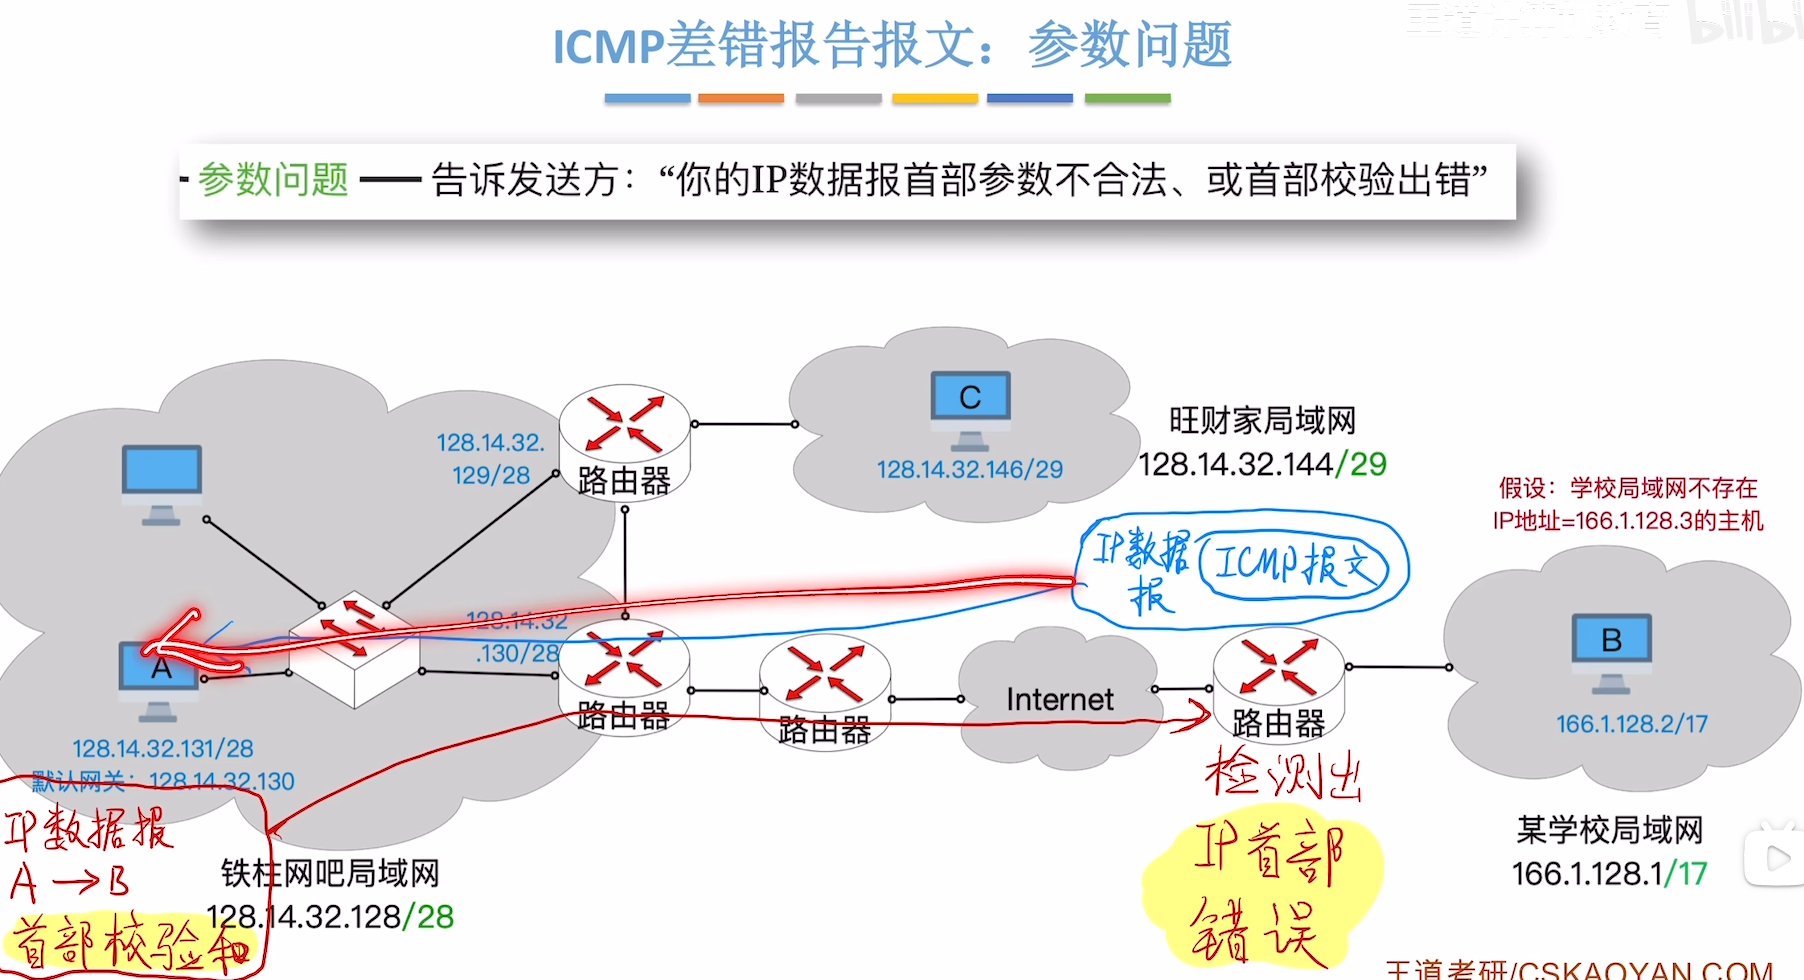 ICMP差错报告报文：参数问题
参数问题
告诉发送方：“你的IP数据报首部参数不合法、或首部校验出错”
C
128.14.32.146/29
旺财家局域网
128.14.32.144/29
128.14.32.
129/28
路由器
假设：学校局域网不存在
IP地址=166.1.128.3的主机
IP数据
报
ICMP报文
128.14.32
.130/28
路由器
路由器
Internet
路由器
A
128.14.32.131/28
默认网关：128.14.32.130
B
166.1.128.2/17
检测出
IP首部
错误
IP数据报
A→B
首部校验和
铁柱网吧局域网
128.14.32.128/28
某学校局域网
166.1.128.1/17
王道考研/CSKAOYAN.COM
bilibili